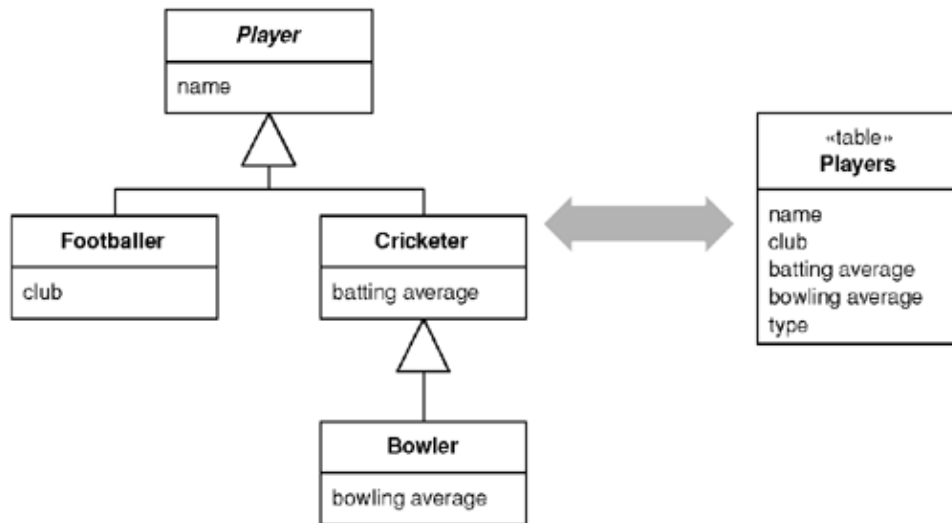 Player
name
Footballer
club
Cricketer
batting average
Bowler
bowling average
«table»
Players
name
club
batting average
bowling average
type